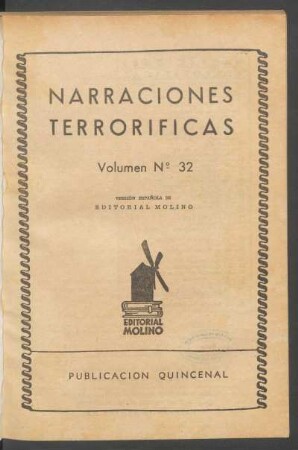 NARRACIONES
TERRORIFICAS
Volumen Nº 32
VERSIÓN ESPAÑOLA DE
EDITORIAL MOLINO
EDITORIAL
MOLINO
PUBLICACION QUINCENAL